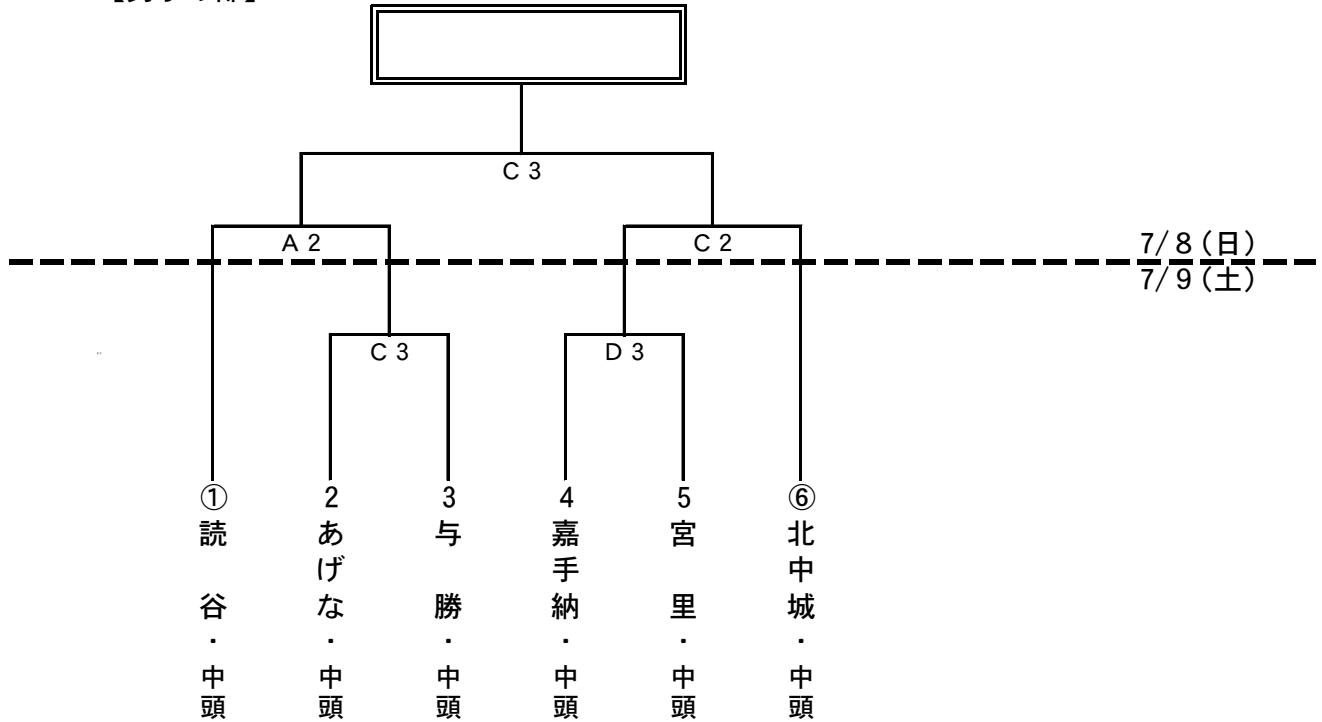 C 3
A 2
C 2
7/8(日)
7/9(土)
C 3
D 3
①読谷・中頭
2あげな・中頭
3与勝・中頭
4嘉手納・中頭
5宮里・中頭
⑥北中城・中頭